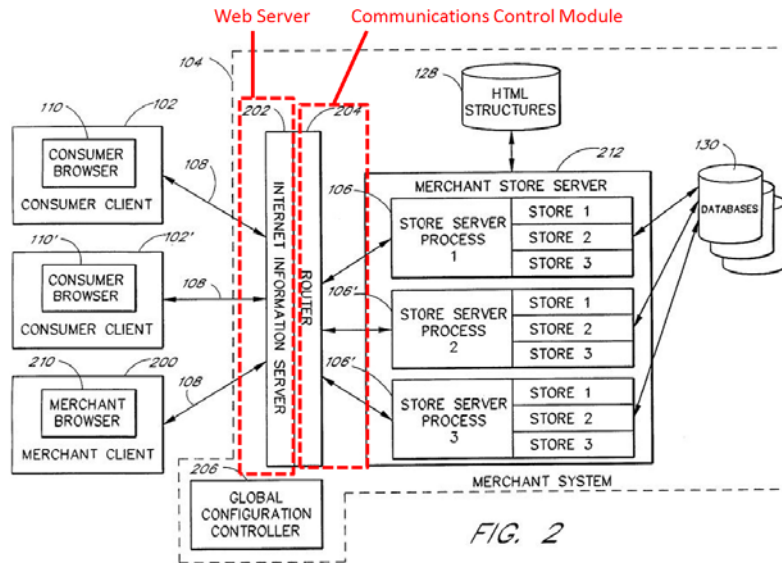 Web Server
Communications Control Module
104
128
HTML
STRUCTURES
110
102
202
204
212
130
CONSUMER
BROWSER
CONSUMER CLIENT
108
INTERNET INFORMATION SERVER
ROUTER
MERCHANT STORE SERVER
106
STORE SERVER
PROCESS
1
STORE 1
STORE 2
STORE 3
DATABASES
110'
102'
CONSUMER
BROWSER
CONSUMER CLIENT
108
106'
STORE SERVER
PROCESS
2
STORE 1
STORE 2
STORE 3
210
200
MERCHANT
BROWSER
MERCHANT CLIENT
108
106'
STORE SERVER
PROCESS
3
STORE 1
STORE 2
STORE 3
206
GLOBAL
CONFIGURATION
CONTROLLER
MERCHANT SYSTEM
FIG. 2